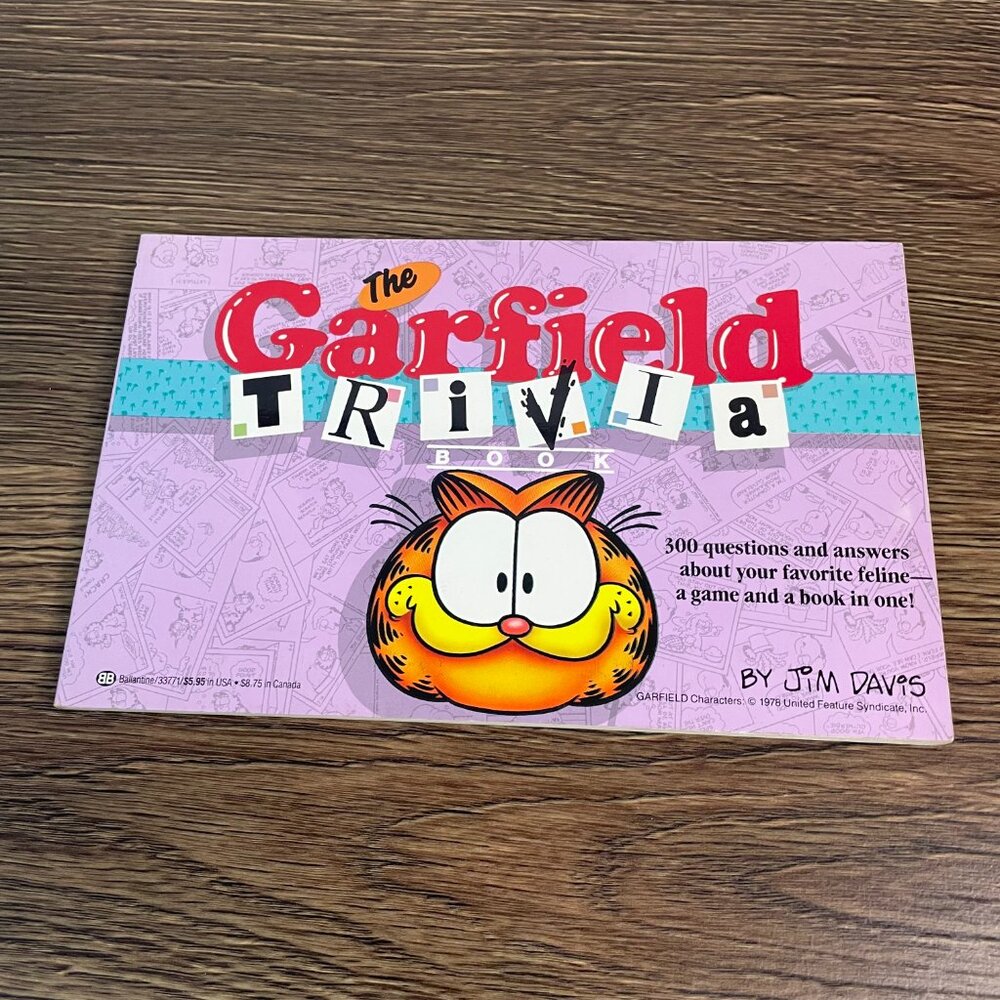 The
Garfield
TRiVIa
BOOK
300 questions and answers
about your favorite feline—
a game and a book in one!
BB Ballantine/33771/$5.95 in USA • $8.75 in Canada
BY JiM DAViS
GARFIELD Characters: © 1978 United Feature Syndicate, Inc.